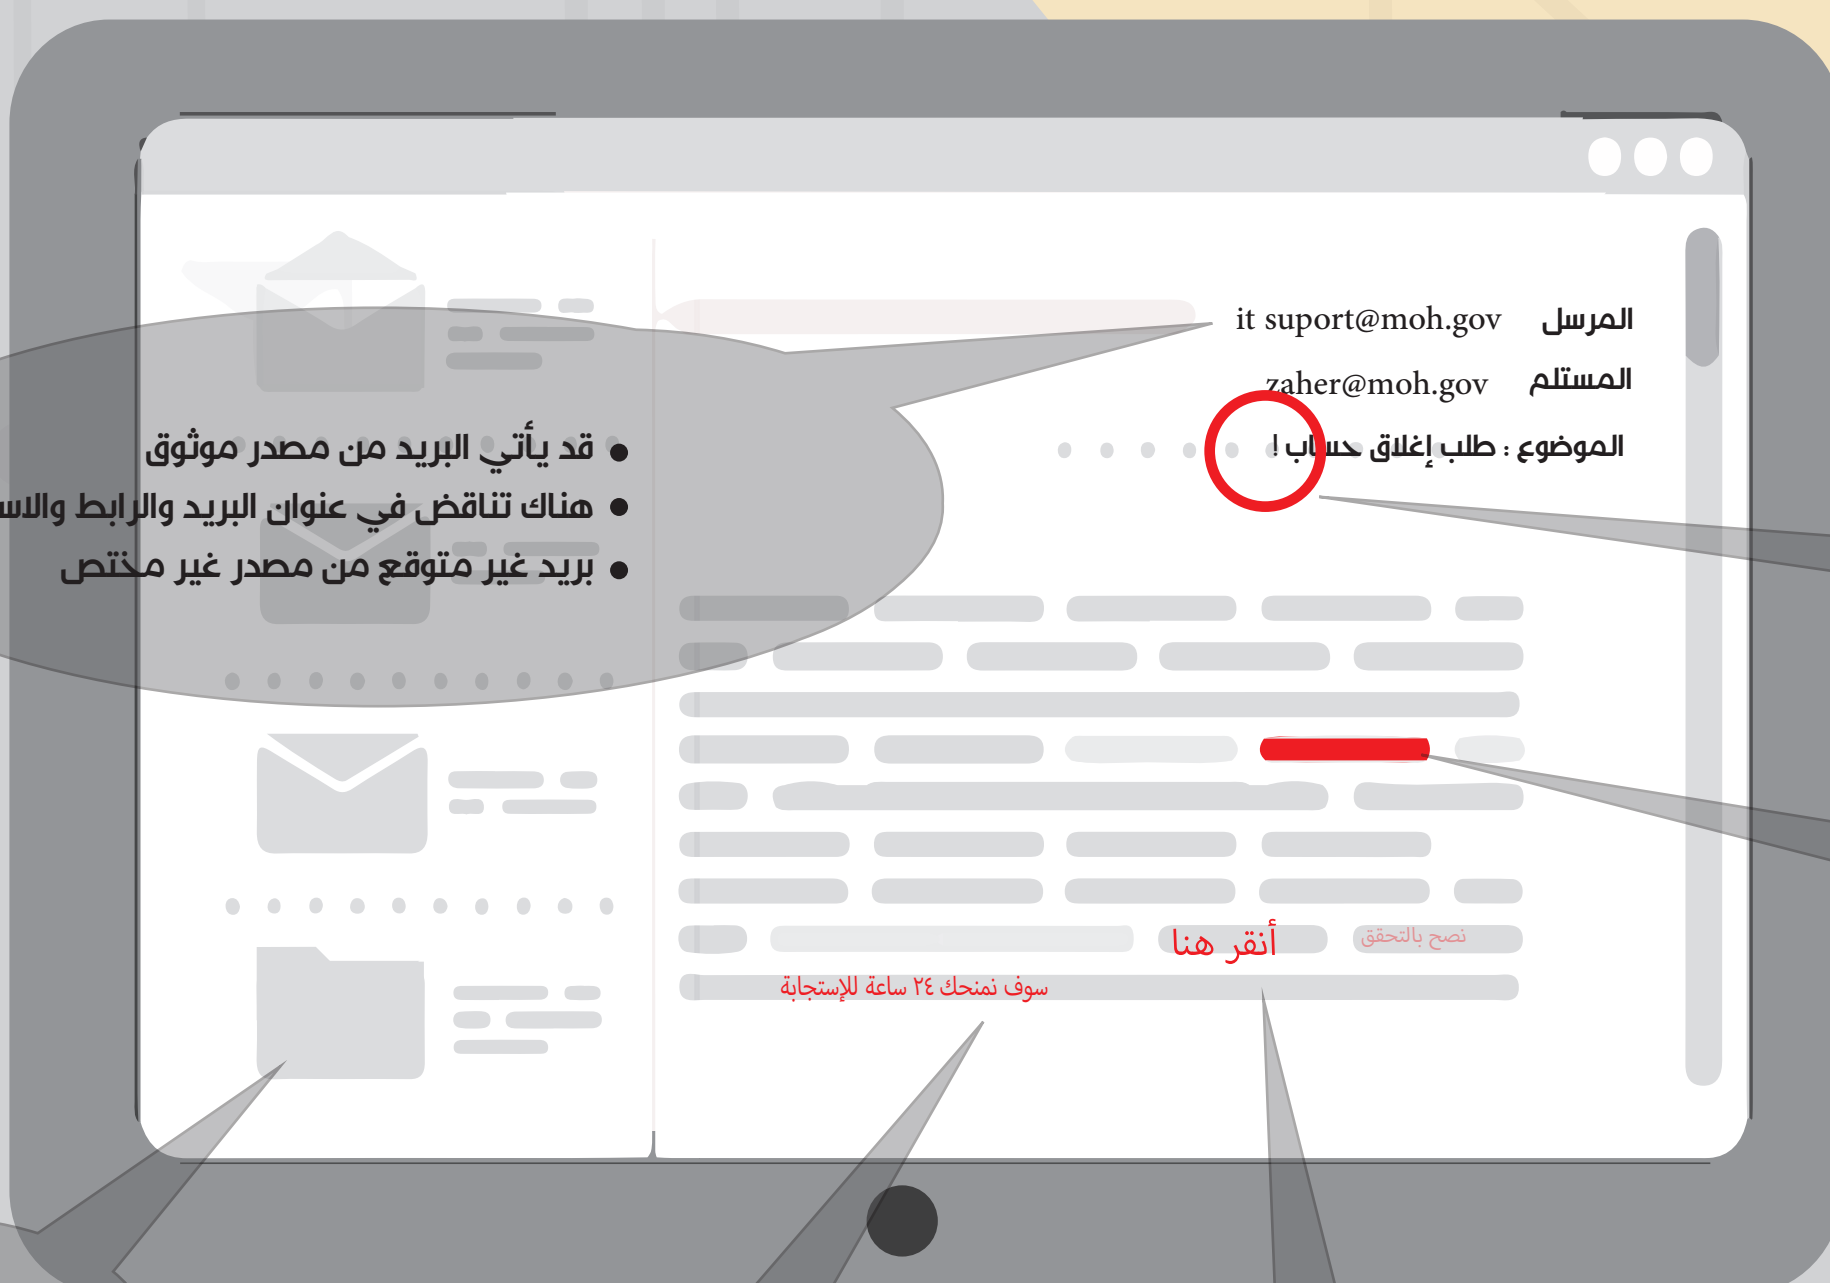 المرسل it suport@moh.gov
المستلم zaher@moh.gov
الموضوع : طلب إغلاق حساب !
● قد يأتي البريد من مصدر موثوق
● هناك تناقض في عنوان البريد والرابط
● بريد غير متوقع من مصدر غير مختص
نصح بالتحقق
أنقر هنا
سوف نمنحك ٢٤ ساعة للإستجابة